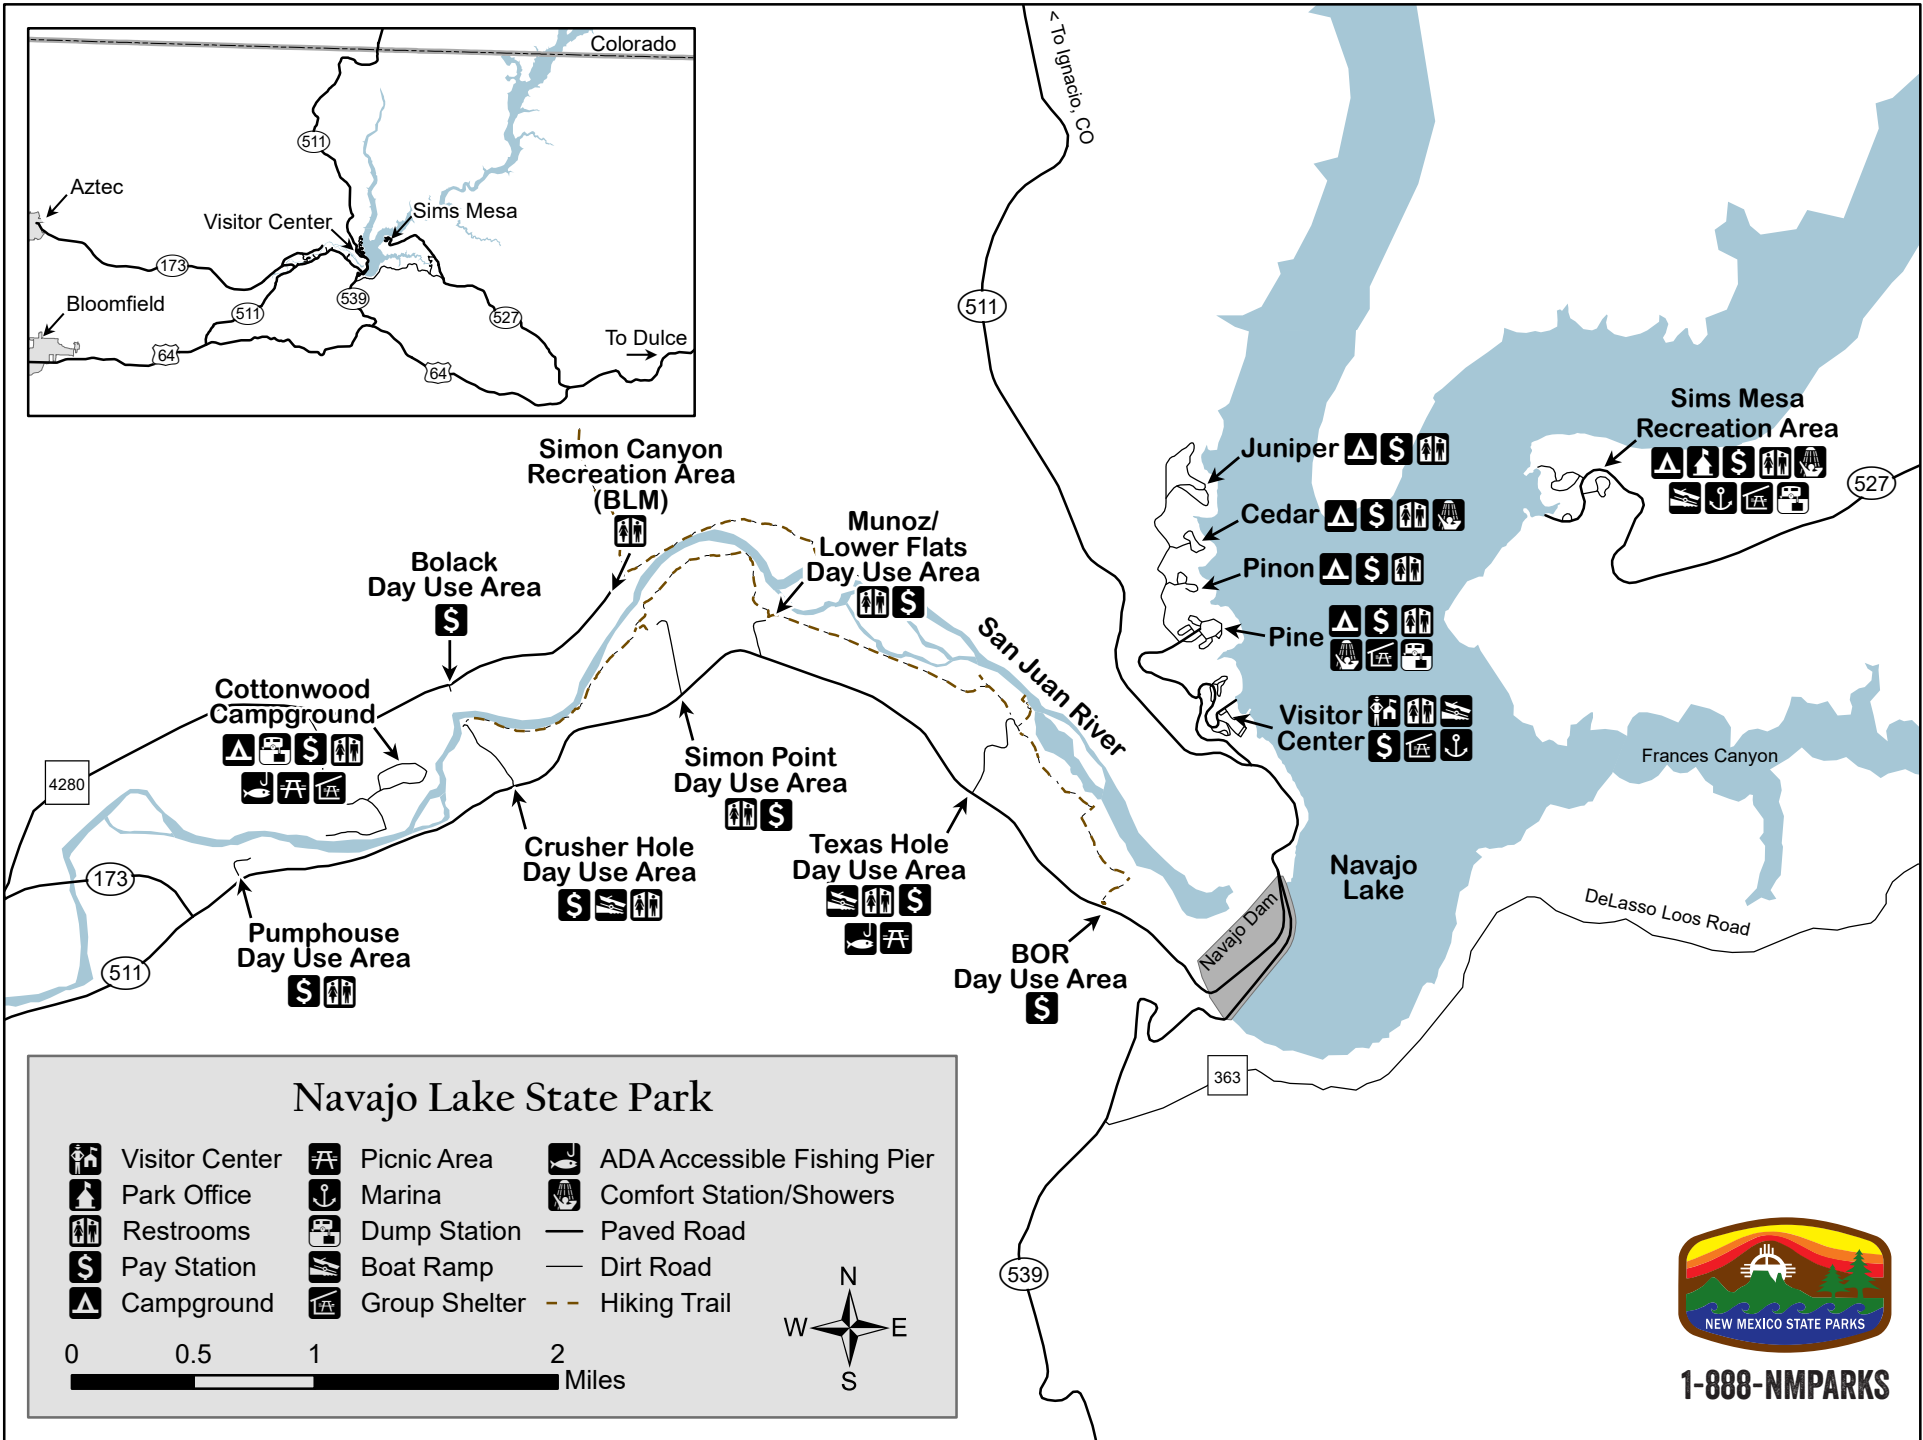 Colorado
511
Aztec
Visitor Center
Sims Mesa
173
Bloomfield
511
539
527
64
To Dulce
64
< To Ignacio, CO
511
Simon Canyon
Recreation Area
(BLM)
Munoz/
Lower Flats
Day Use Area
Bolack
Day Use Area
Cottonwood
Campground
4280
173
511
Pumphouse
Day Use Area
Crusher Hole
Day Use Area
Simon Point
Day Use Area
Texas Hole
Day Use Area
BOR
Day Use Area
San Juan River
Navajo Dam
Juniper
Cedar
Pinon
Pine
Visitor
Center
Sims Mesa
Recreation Area
527
Frances Canyon
Navajo
Lake
DeLasso Loos Road
363
539
Navajo Lake State Park
Visitor Center
Park Office
Restrooms
Pay Station
Campground
Picnic Area
Marina
Dump Station
Boat Ramp
Group Shelter
ADA Accessible Fishing Pier
Comfort Station/Showers
Paved Road
Dirt Road
Hiking Trail
0 0.5 1 2
Miles
N
W E
S
NEW MEXICO STATE PARKS
1-888-NMPARKS